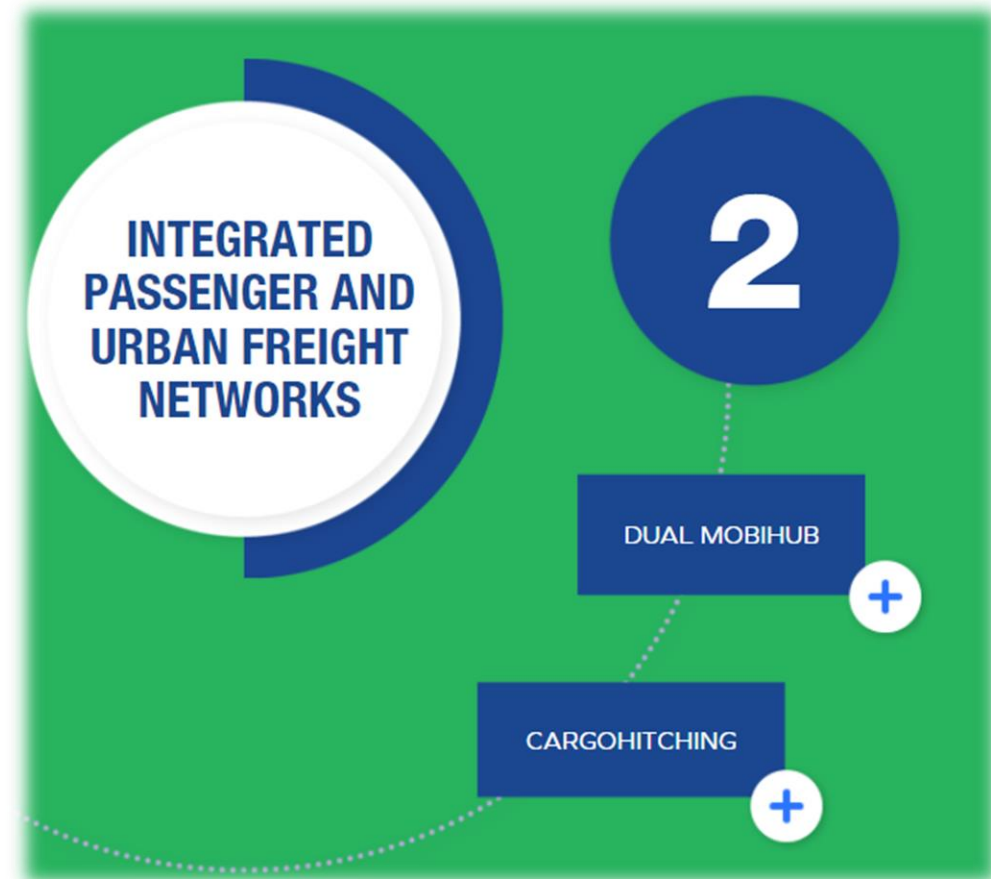 INTEGRATED
PASSENGER AND
URBAN FREIGHT
NETWORKS
2
DUAL MOBIHUB
+
CARGOHITCHING
+